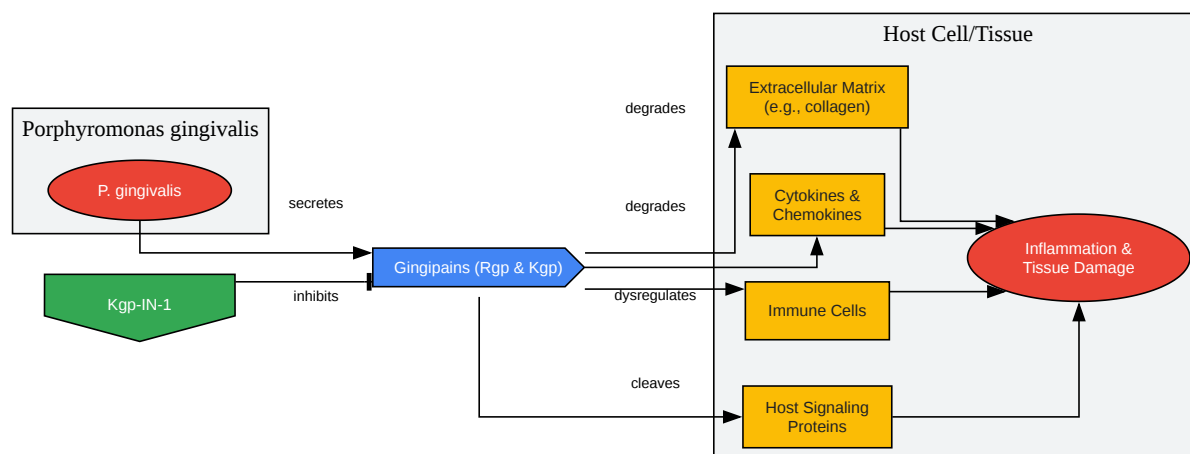 Porphyromonas gingivalis
P. gingivalis
secretes
Kgp-IN-1
inhibits
Gingipains (Rgp & Kgp)
degrades
degrades
dysregulates
cleaves
Host Cell/Tissue
Extracellular Matrix
(e.g., collagen)
Cytokines &
Chemokines
Immune Cells
Host Signaling
Proteins
Inflammation &
Tissue Damage